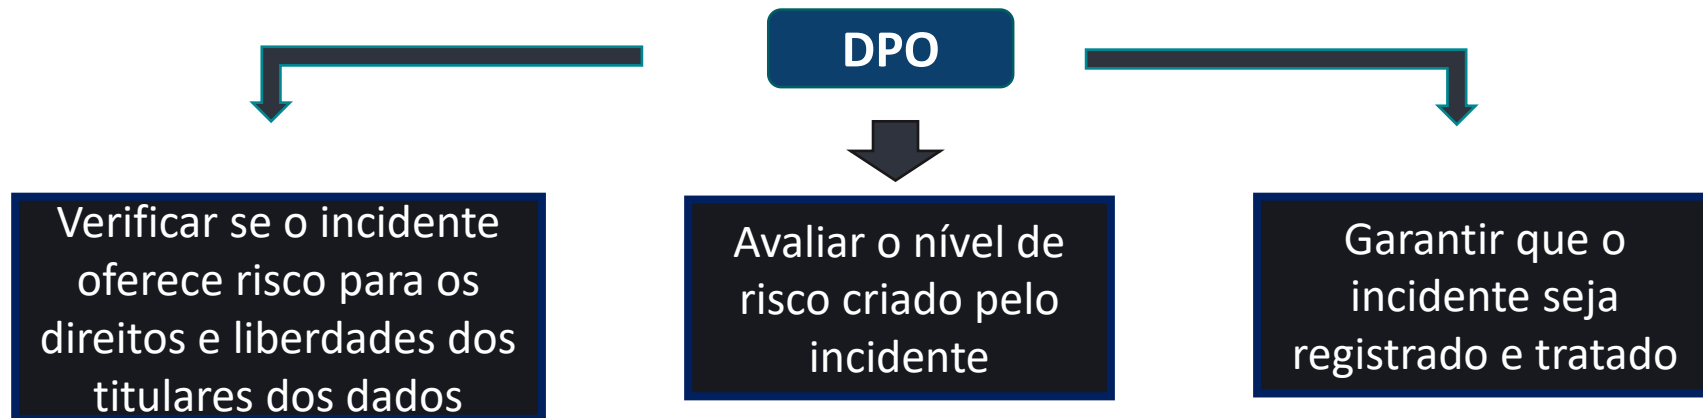 DPO
Verificar se o incidente
oferece risco para os
direitos e liberdades dos
titulares dos dados
Avaliar o nível de
risco criado pelo
incidente
Garantir que o
incidente seja
registrado e tratado